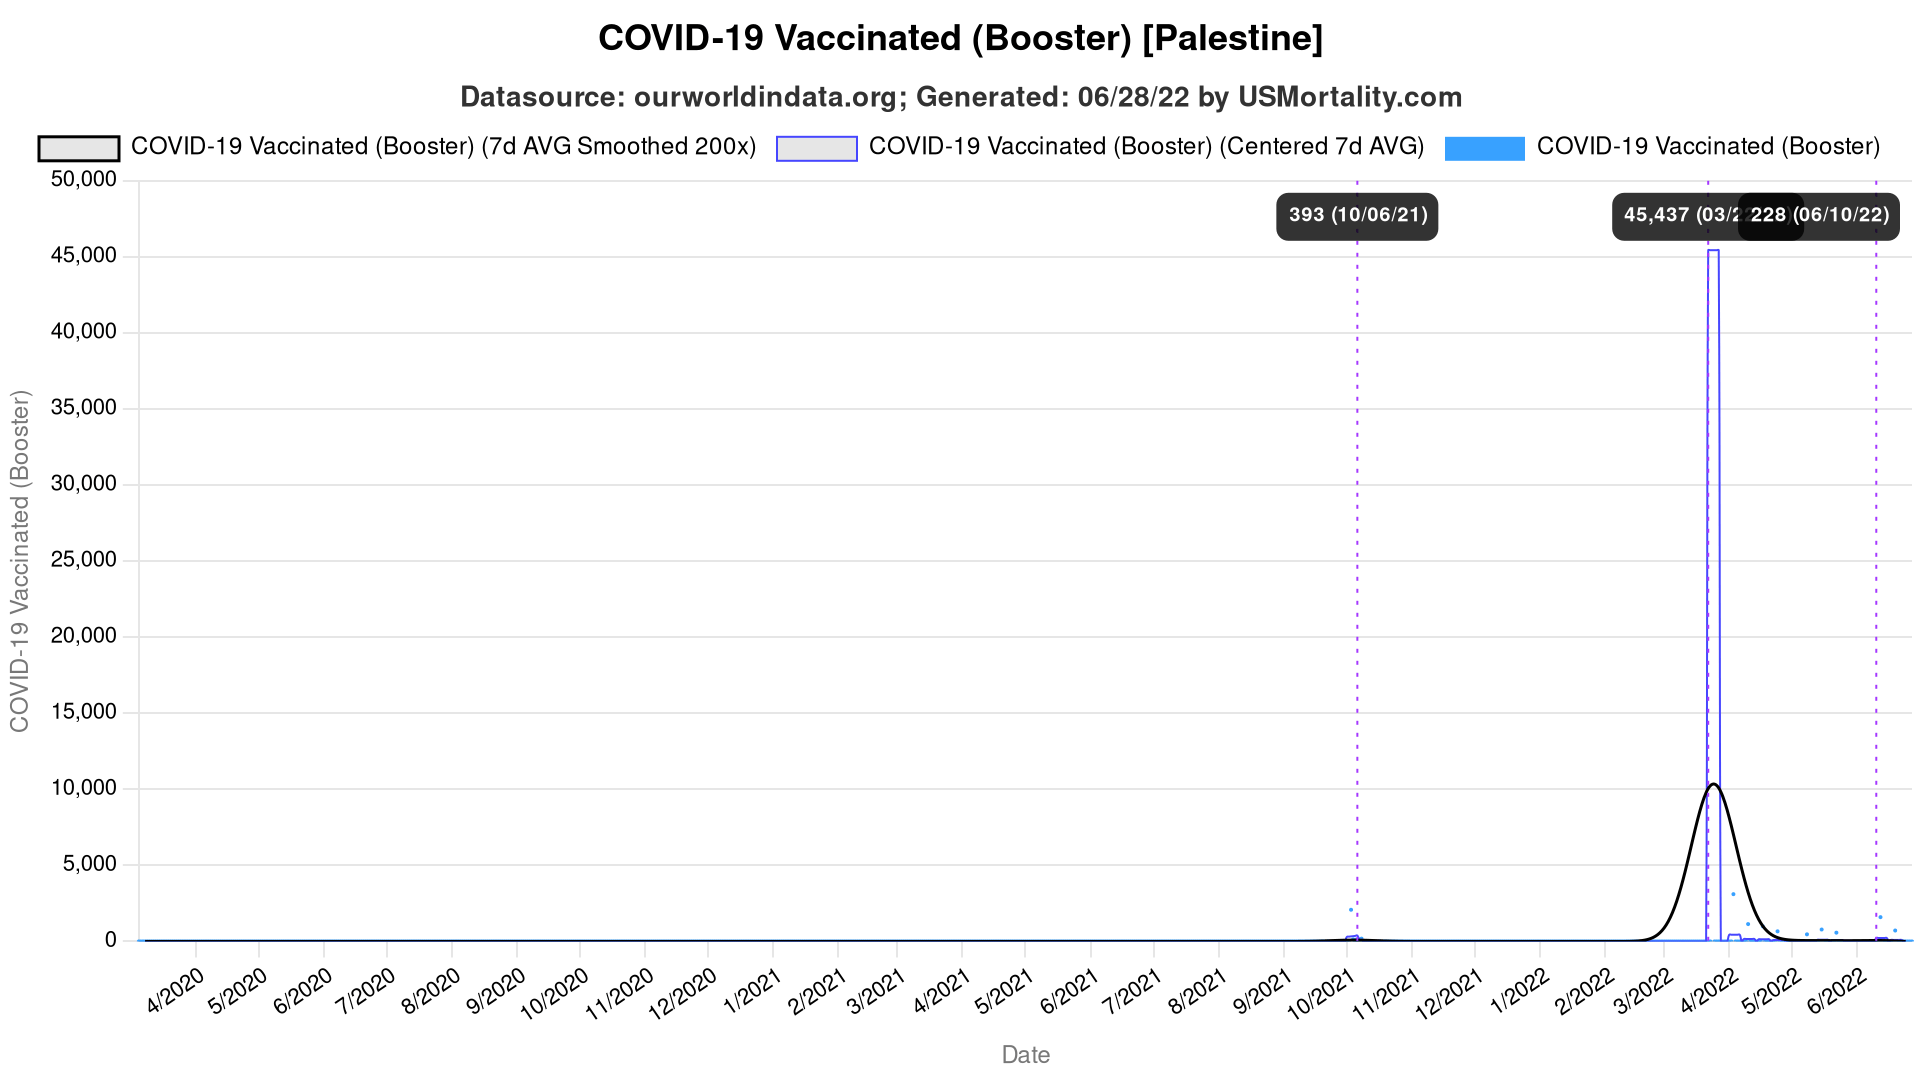 COVID-19 Vaccinated (Booster) [Palestine]
Datasource: ourworldindata.org; Generated: 06/28/22 by USMortality.com
COVID-19 Vaccinated (Booster) (7d AVG Smoothed 200x) COVID-19 Vaccinated (Booster) (Centered 7d AVG) COVID-19 Vaccinated (Booster)
50,000
393 (10/06/21) 45,437 228 (06/10/22)
45,000
40,000
35,000
30,000
25,000
20,000
15,000
10,000
5,000
0
COVID-19 Vaccinated (Booster)
4/2020 5/2020 6/2020 7/2020 8/2020 9/2020 10/2020 11/2020 12/2020 1/2021 2/2021 3/2021 4/2021 5/2021 6/2021 7/2021 8/2021 9/2021 10/2021 11/2021 12/2021 1/2022 2/2022 3/2022 4/2022 5/2022 6/2022
Date